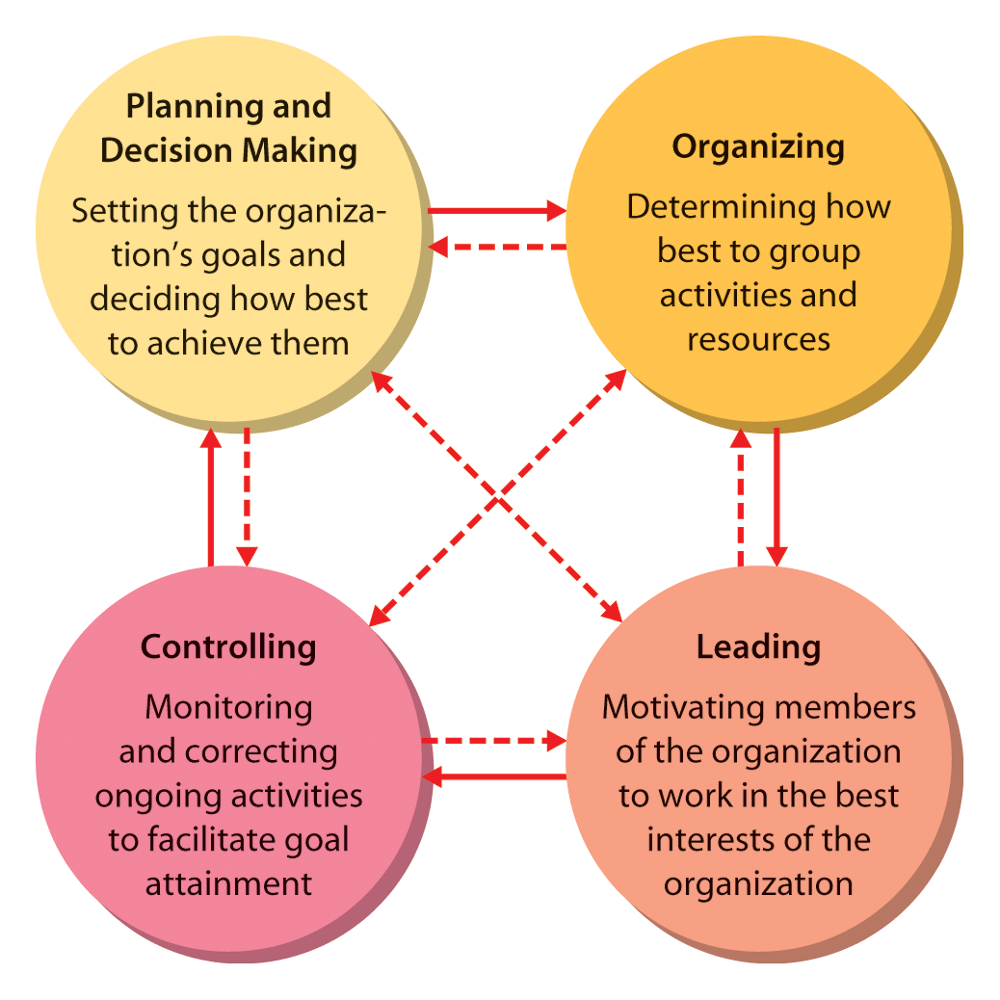 Planning and
Decision Making
Setting the organiza-
tion’s goals and
deciding how best
to achieve them
Organizing
Determining how
best to group
activities and
resources
Controlling
Monitoring
and correcting
ongoing activities
to facilitate goal
attainment
Leading
Motivating members
of the organization
to work in the best
interests of the
organization